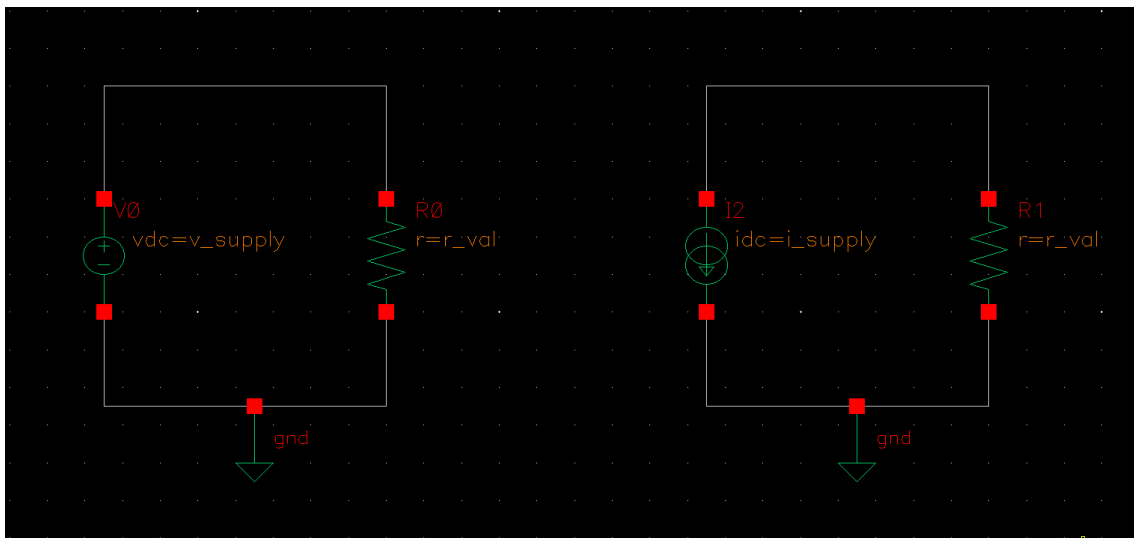 V0
vdc=v_supply
R0
r=r_val
gnd
I2
idc=i_supply
R1
r=r_val
gnd